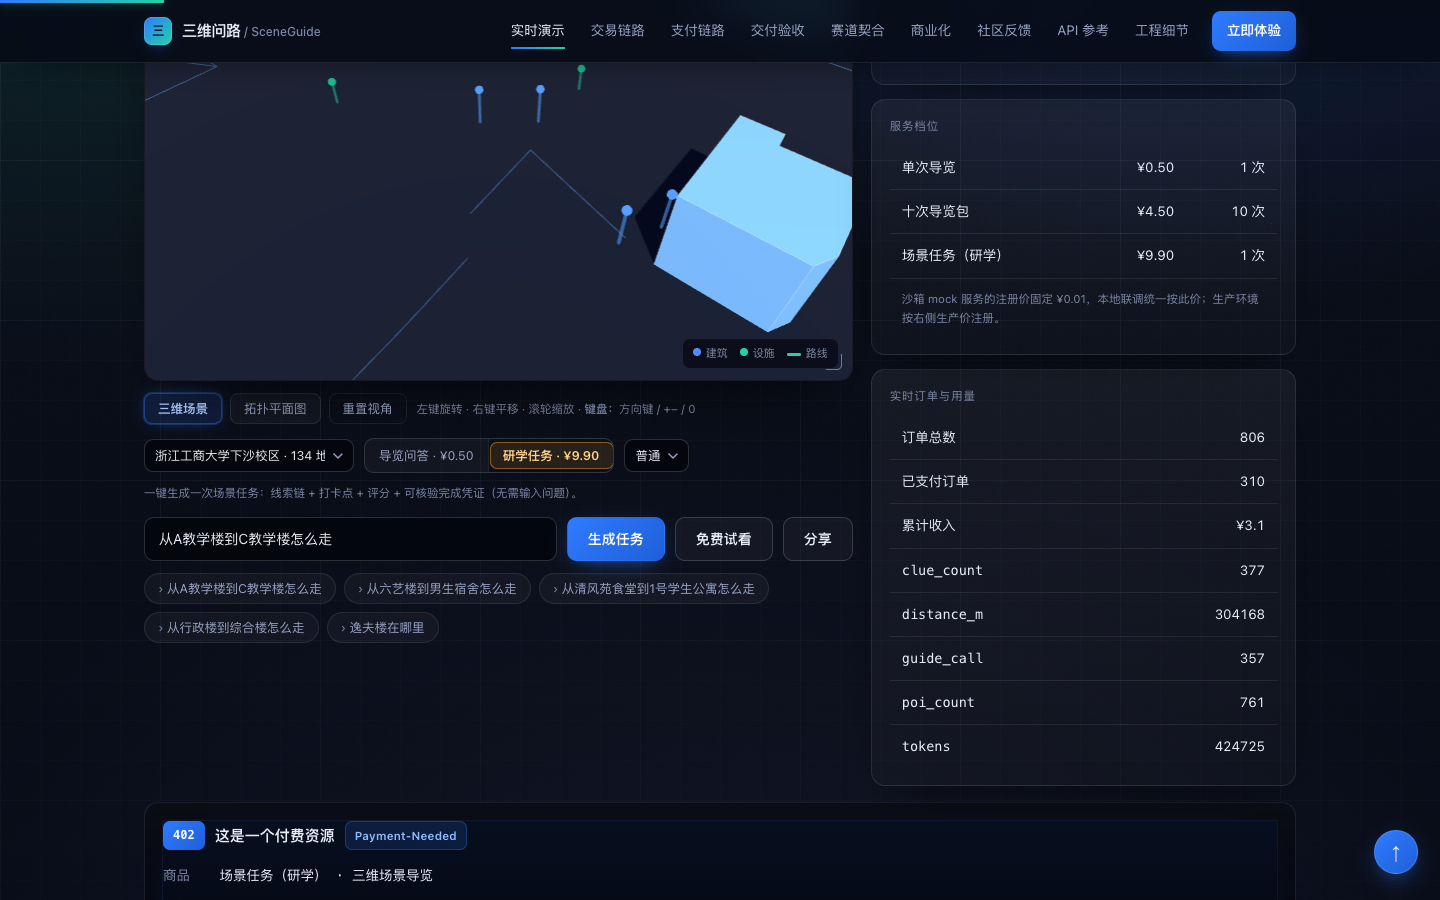 三 三维问路 / SceneGuide 实时演示 交易链路 支付链路 交付验收 赛道契合 商业化 社区反馈 API 参考 工程细节 立即体验
建筑 设施 路线
三维场景 拓扑平面图 重置视角 左键旋转 · 右键平移 · 滚轮缩放 · 键盘：方向键 / +− / 0
浙江工商大学下沙校区 · 134 地 导览问答 · ¥0.50 研学任务 · ¥9.90 普通
一键生成一次场景任务：线索链 + 打卡点 + 评分 + 可核验完成凭证（无需输入问题）。
从A教学楼到C教学楼怎么走 生成任务 免费试看 分享
› 从A教学楼到C教学楼怎么走 › 从六艺楼到男生宿舍怎么走 › 从清风苑食堂到1号学生公寓怎么走
› 从行政楼到综合楼怎么走 › 逸夫楼在哪里
服务档位
单次导览 ¥0.50 1 次
十次导览包 ¥4.50 10 次
场景任务（研学） ¥9.90 1 次
沙箱 mock 服务的注册价固定 ¥0.01，本地联调统一按此价；生产环境
按右侧生产价注册。
实时订单与用量
订单总数 806
已支付订单 310
累计收入 ¥3.1
clue_count 377
distance_m 304168
guide_call 357
poi_count 761
tokens 424725
402 这是一个付费资源 Payment-Needed
商品 场景任务（研学） · 三维场景导览
↑